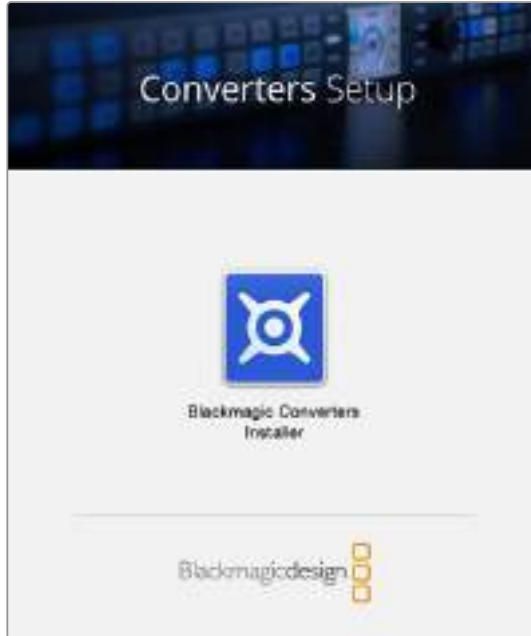 Converters Setup
Blackmagic Converters
Installer
Blackmagicdesign